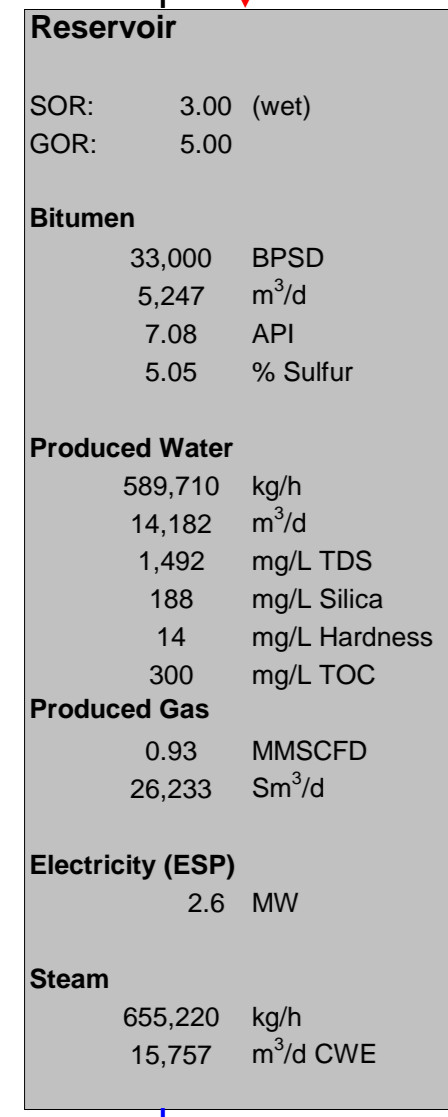 Reservoir
SOR: 3.00 (wet)
GOR: 5.00
Bitumen
33,000 BPSD
5,247 m³/d
7.08 API
5.05 % Sulfur
Produced Water
589,710 kg/h
14,182 m³/d
1,492 mg/L TDS
188 mg/L Silica
14 mg/L Hardness
300 mg/L TOC
Produced Gas
0.93 MMSCFD
26,233 Sm³/d
Electricity (ESP)
2.6 MW
Steam
655,220 kg/h
15,757 m³/d CWE